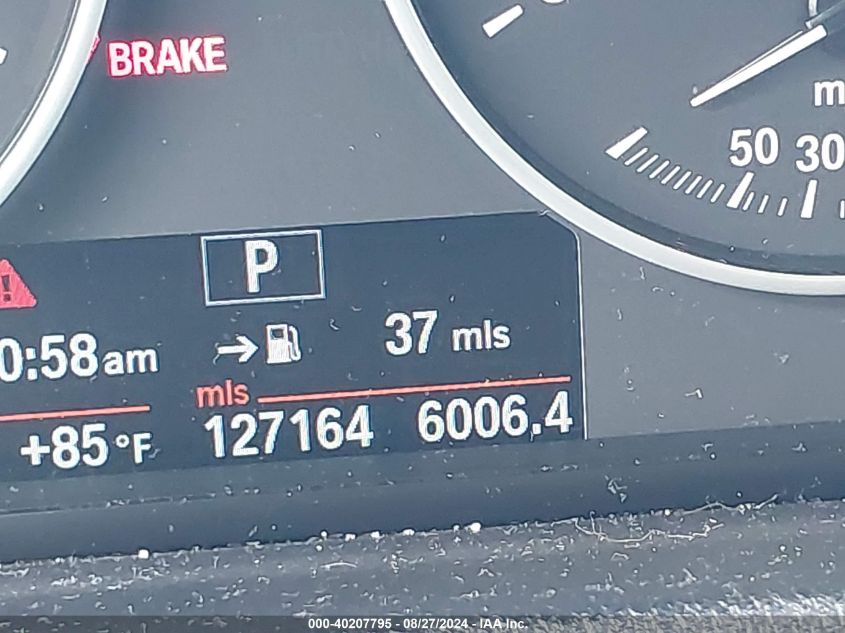 BRAKE
m
50 30
P
0:58am → 37 mls
mls
+85°F 127164 6006.4
000-40207795 - 08/27/2024 - IAA Inc.